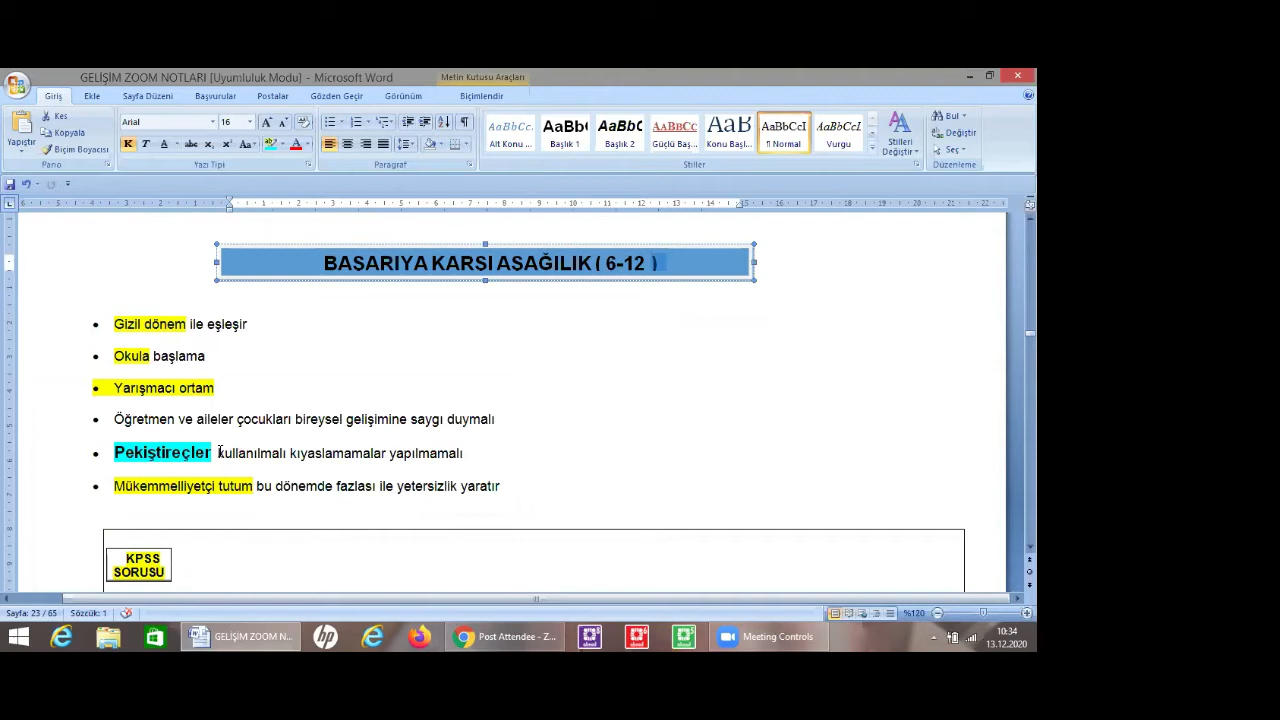 GELİŞİM ZOOM NOTLARI [Uyumluluk Modu] - Microsoft Word
Metin Kutusu Araçları
Giriş Ekle Sayfa Düzeni Başvurular Postalar Gözden Geçir Görünüm Biçimlendir
Yapıştır
Kes
Kopyala
Biçim Boyacısı
Pano
Arial 16
Yazı Tipi
Paragraf
AaBbCc. AaBbC AaBbC AABBCC AaB AaBbCcI AaBbCcL
Alt Konu ... Başlık 1 Başlık 2 Güçlü Baş... Konu Başl... ¶ Normal Vurgu
Stiller
Stilleri Değiştir
Bul
Değiştir
Seç
Düzenleme
BAŞARIYA KARŞI AŞAĞILIK ( 6-12 )
• Gizil dönem ile eşleşir
• Okula başlama
• Yarışmacı ortam
• Öğretmen ve aileler çocukları bireysel gelişimine saygı duymalı
• Pekiştireçler kullanılmalı kıyaslamamalar yapılmamalı
• Mükemmelliyetçi tutum bu dönemde fazlası ile yetersizlik yaratır
KPSS
SORUSU
Sayfa: 23 / 65 Sözcük: 1 %120
GELİŞİM ZOOM N... Post Attendee - Z... Meeting Controls
10:34
13.12.2020